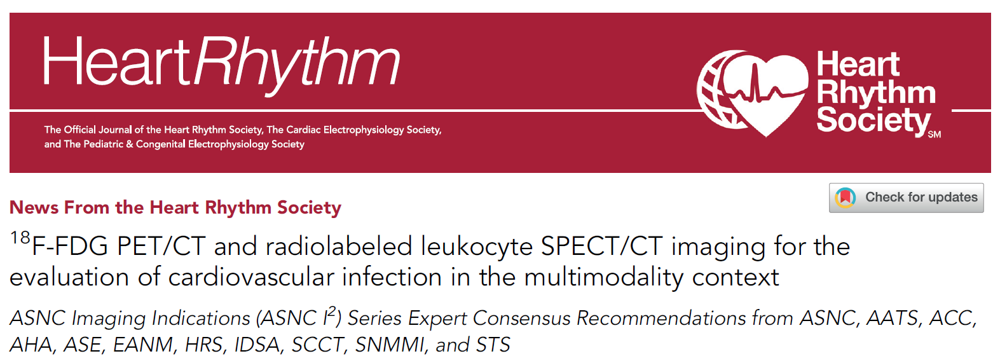 HeartRhythm
Heart
Rhythm
Society SM
The Official Journal of the Heart Rhythm Society, The Cardiac Electrophysiology Society,
and The Pediatric & Congenital Electrophysiology Society
Check for updates
News From the Heart Rhythm Society
¹⁸F-FDG PET/CT and radiolabeled leukocyte SPECT/CT imaging for the
evaluation of cardiovascular infection in the multimodality context
ASNC Imaging Indications (ASNC I²) Series Expert Consensus Recommendations from ASNC, AATS, ACC,
AHA, ASE, EANM, HRS, IDSA, SCCT, SNMMI, and STS